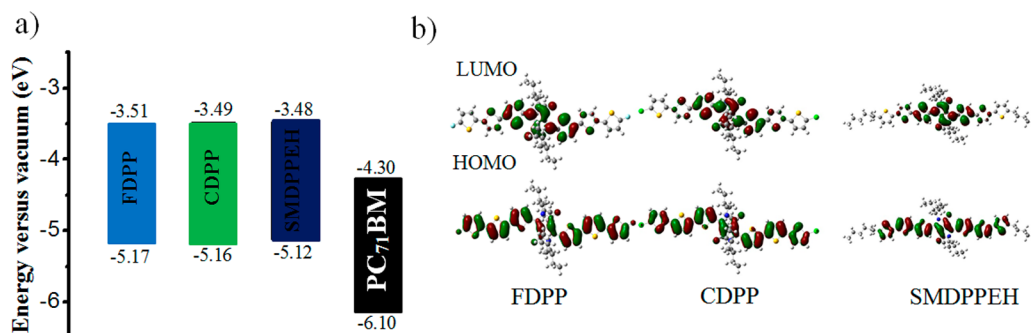 a)
Energy versus vacuum (eV)
-3
-4
-5
-6
-3.51
-3.49
-3.48
FDPP
CDPP
SMDPPEH
-5.17
-5.16
-5.12
-4.30
PC71BM
-6.10
b)
LUMO
HOMO
FDPP
CDPP
SMDPPEH